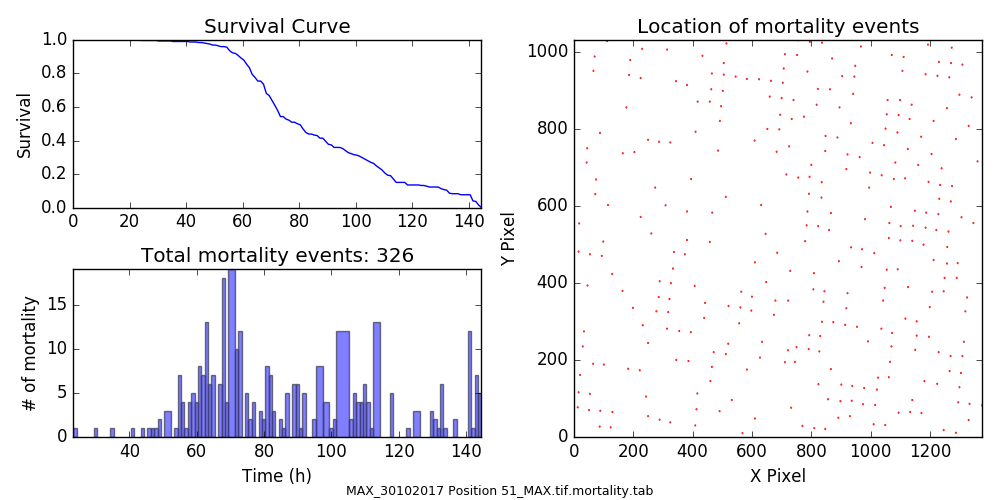 Survival Curve
1.0
0.8
0.6
0.4
0.2
0.0
Survival
0 20 40 60 80 100 120 140
Total mortality events: 326
15
10
5
0
# of mortality
40 60 80 100 120 140
Time (h)
Location of mortality events
1000
800
600
400
200
0
Y Pixel
0 200 400 600 800 1000 1200
X Pixel
MAX_30102017 Position 51_MAX.tif.mortality.tab